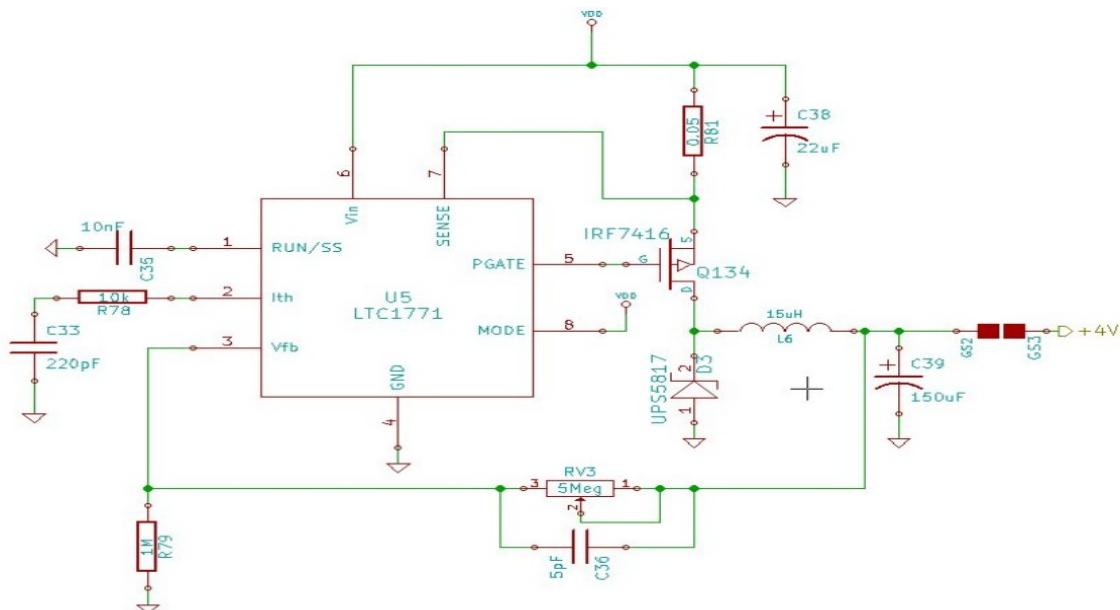 VDD
0.05
R81
C38
22uF
6
7
Vin
SENSE
10nF
C35
1
RUN/SS
IRF7416
S
G
D
Q134
PGATE
5
2
Ith
10k
R78
U5
LTC1771
VDD
MODE
8
15uH
L6
C33
220pF
3
Vfb
GND
4
UPS5817
2
D3
1
GS2
GS3
+4V
C39
150uF
RV3
3
5Meg
1
2
1M
R79
5pF
C36